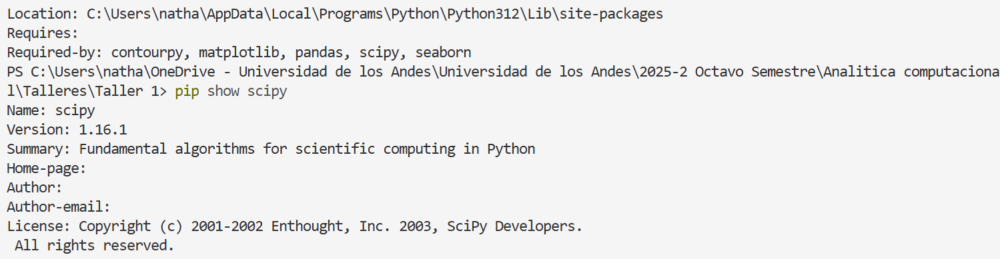 Location: C:\Users\natha\AppData\Local\Programs\Python\Python312\Lib\site-packages
Requires:
Required-by: contourpy, matplotlib, pandas, scipy, seaborn
PS C:\Users\natha\OneDrive - Universidad de los Andes\Universidad de los Andes\2025-2 Octavo Semestre\Analitica computaciona
l\Talleres\Taller 1> pip show scipy
Name: scipy
Version: 1.16.1
Summary: Fundamental algorithms for scientific computing in Python
Home-page:
Author:
Author-email:
License: Copyright (c) 2001-2002 Enthought, Inc. 2003, SciPy Developers.
 All rights reserved.